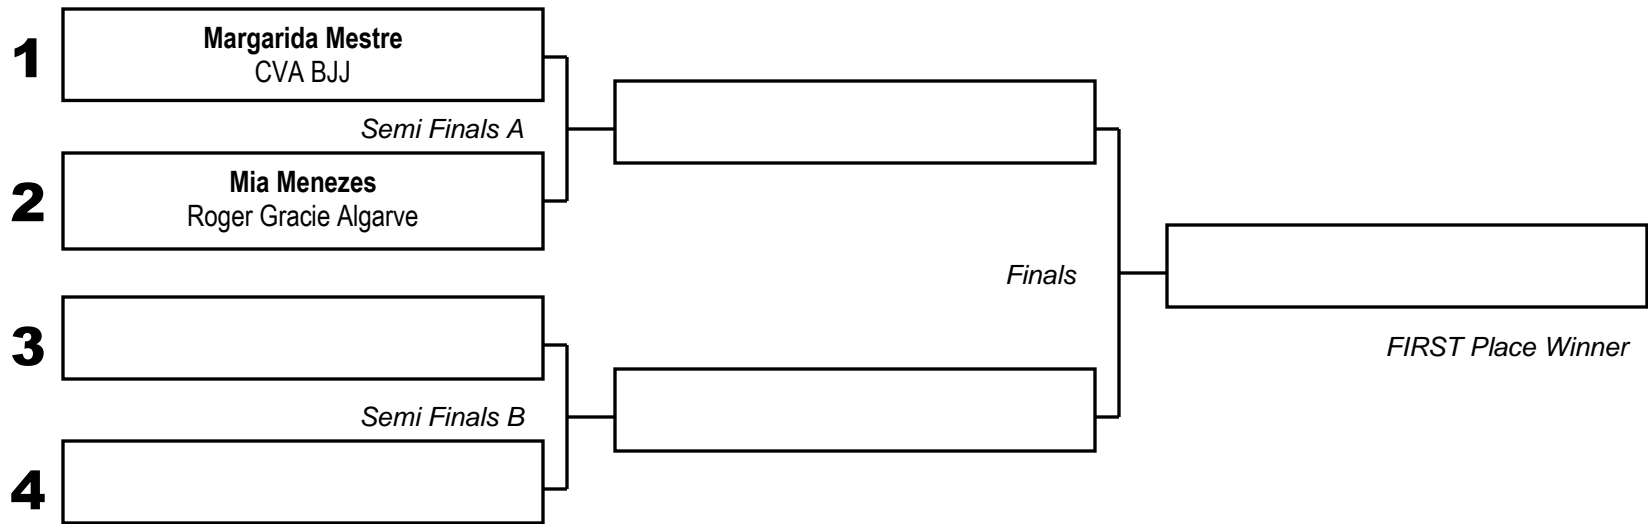 1
Margarida Mestre
CVA BJJ
Semi Finals A
2
Mia Menezes
Roger Gracie Algarve
Finals
3
FIRST Place Winner
Semi Finals B
4